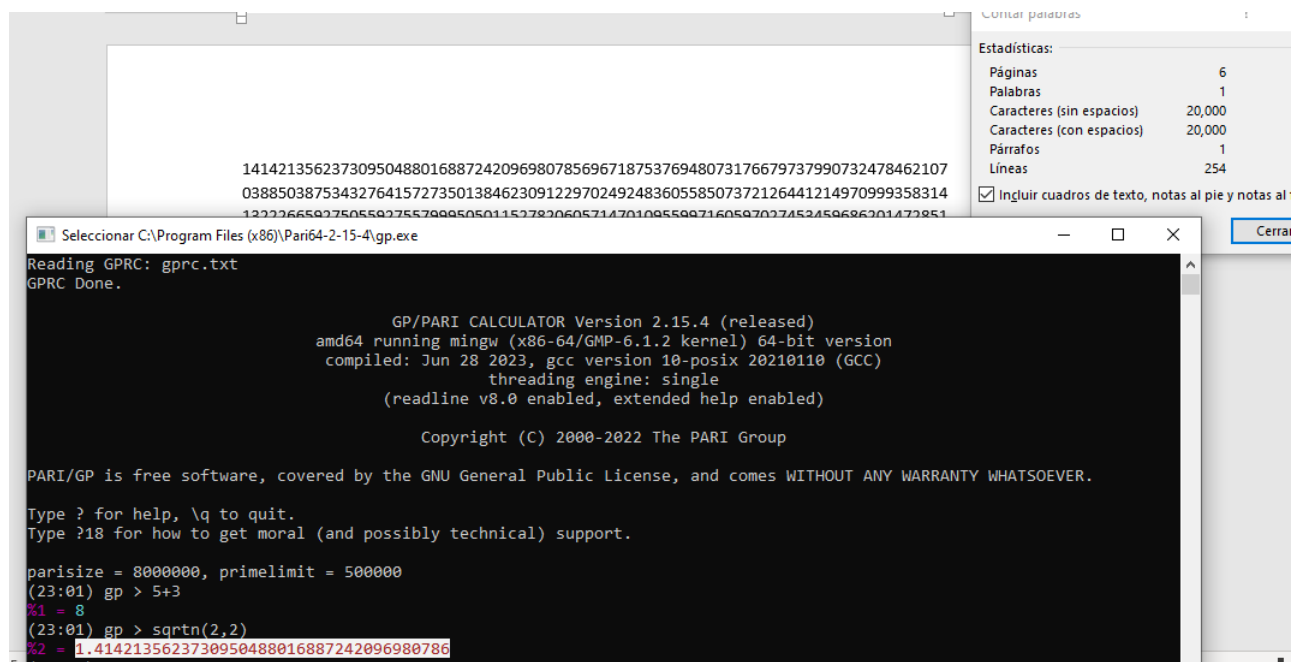 Contar palabras
Estadísticas:
Páginas 6
Palabras 1
Caracteres (sin espacios) 20,000
Caracteres (con espacios) 20,000
Párrafos 1
Líneas 254
Incluir cuadros de texto, notas al pie y notas al
Cerrar
1414213562373095048801688724209698078569671875376948073176679737990732478462107
0388503875343276415727350138462309122970249248360558507372126441214970999358314
13222665927505592755799950501152782060571470109559971605970274534459686201472851
Seleccionar C:\Program Files (x86)\Pari64-2-15-4\gp.exe
Reading GPRC: gprc.txt
GPRC Done.
GP/PARI CALCULATOR Version 2.15.4 (released)
amd64 running mingw (x86-64/GMP-6.1.2 kernel) 64-bit version
compiled: Jun 28 2023, gcc version 10-posix 20210110 (GCC)
threading engine: single
(readline v8.0 enabled, extended help enabled)
Copyright (C) 2000-2022 The PARI Group
PARI/GP is free software, covered by the GNU General Public License, and comes WITHOUT ANY WARRANTY WHATSOEVER.
Type ? for help, \q to quit.
Type ?18 for how to get moral (and possibly technical) support.
parisize = 8000000, primelimit = 500000
(23:01) gp > 5+3
%1 = 8
(23:01) gp > sqrtn(2,2)
%2 = 1.4142135623730950488016887242096980786